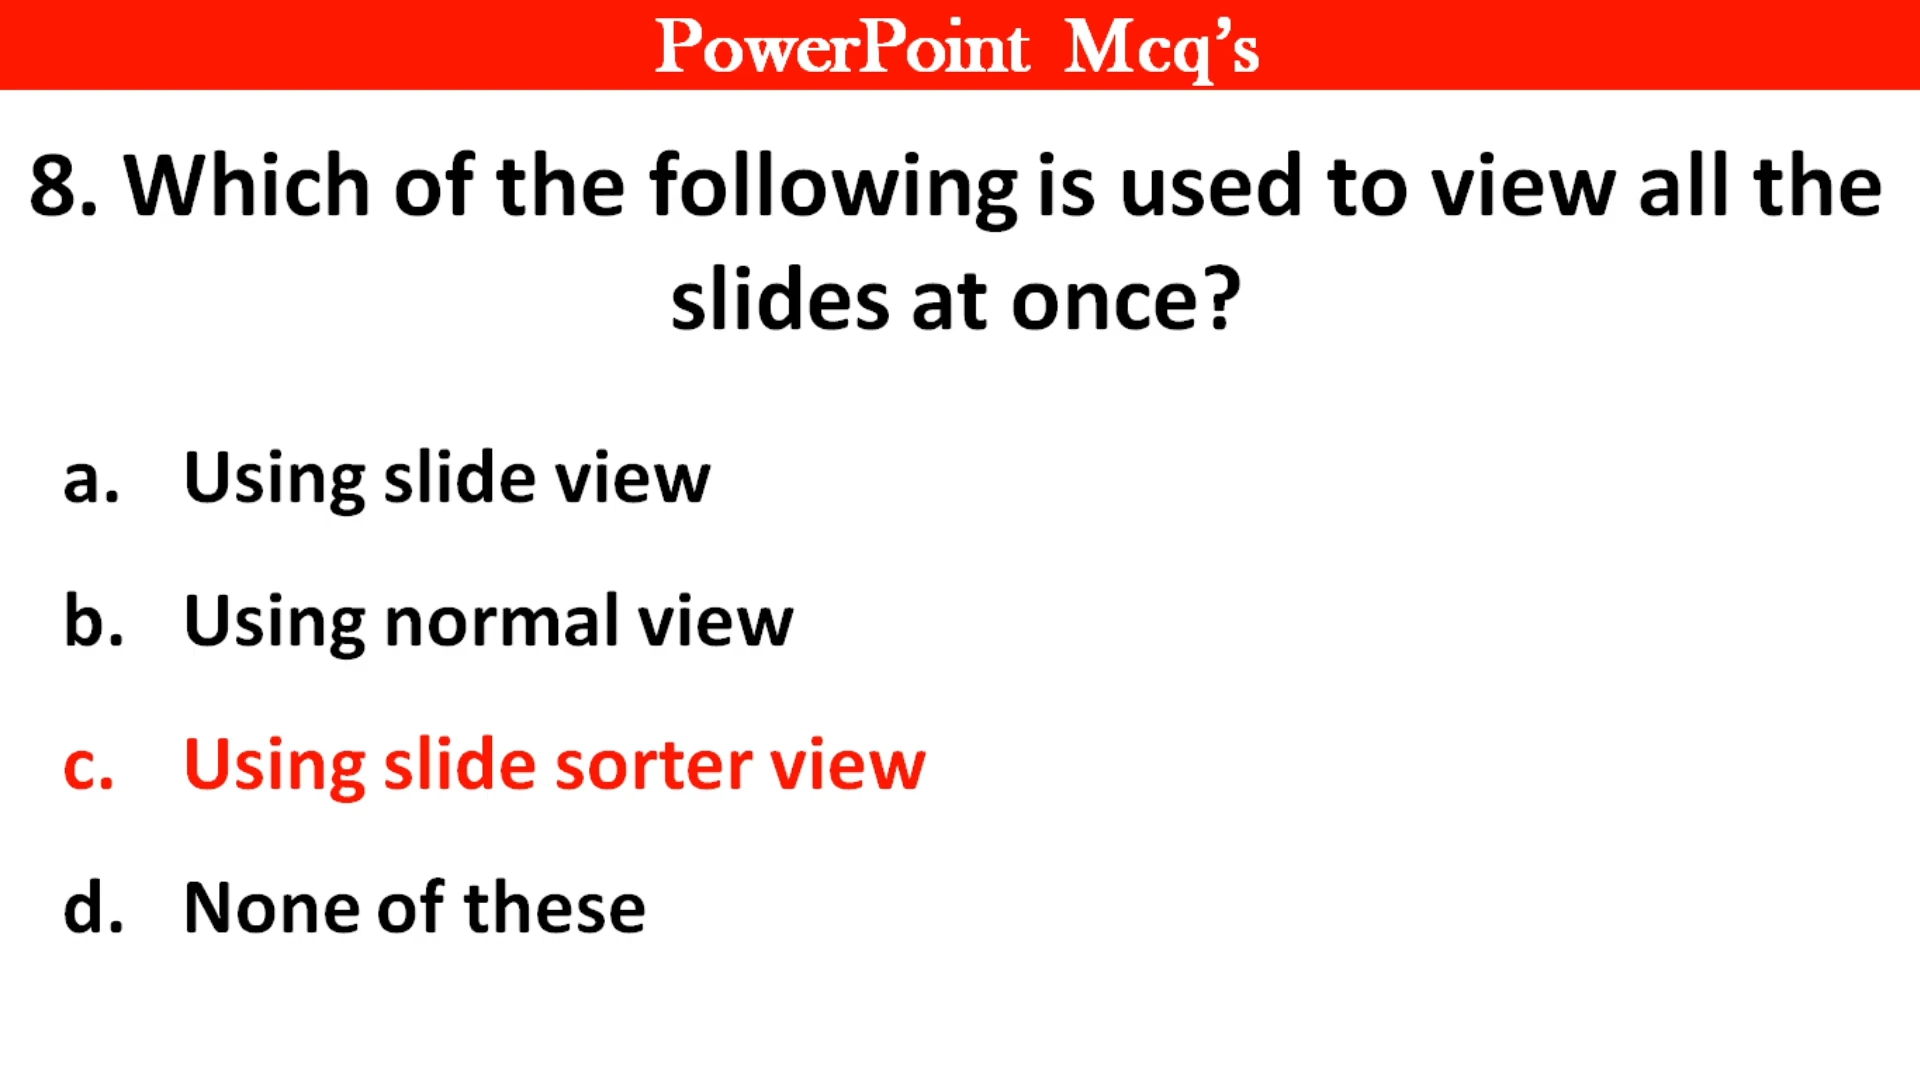 PowerPoint Mcq’s
8. Which of the following is used to view all the
slides at once?
a. Using slide view
b. Using normal view
c. Using slide sorter view
d. None of these